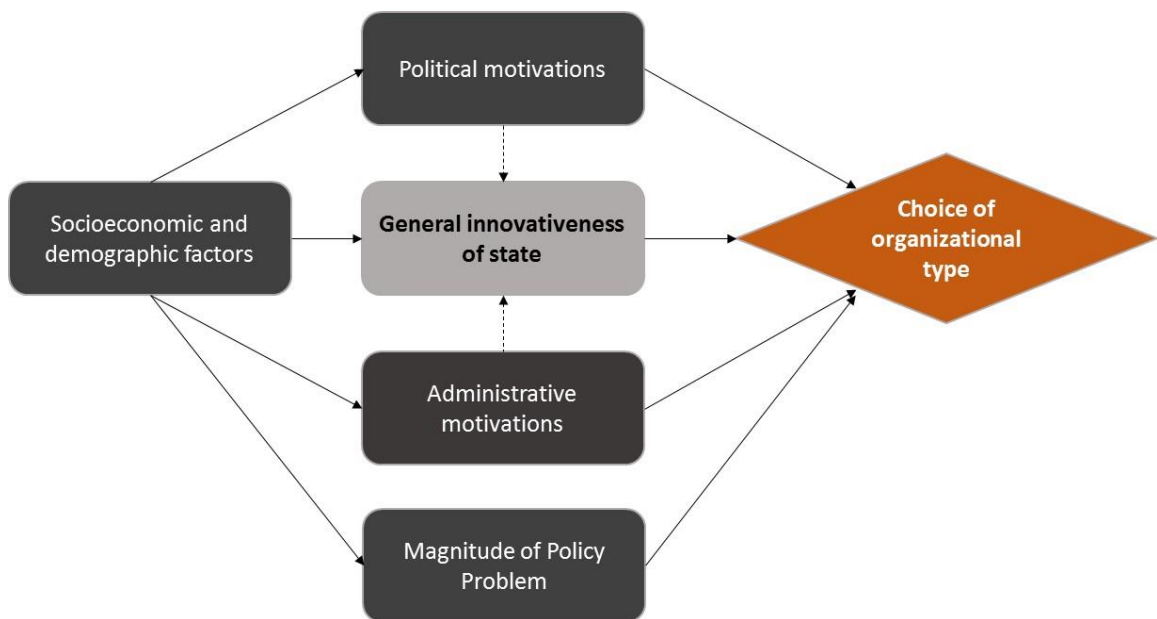 Political motivations
Socioeconomic and
demographic factors
General innovativeness
of state
Choice of
organizational
type
Administrative
motivations
Magnitude of Policy
Problem